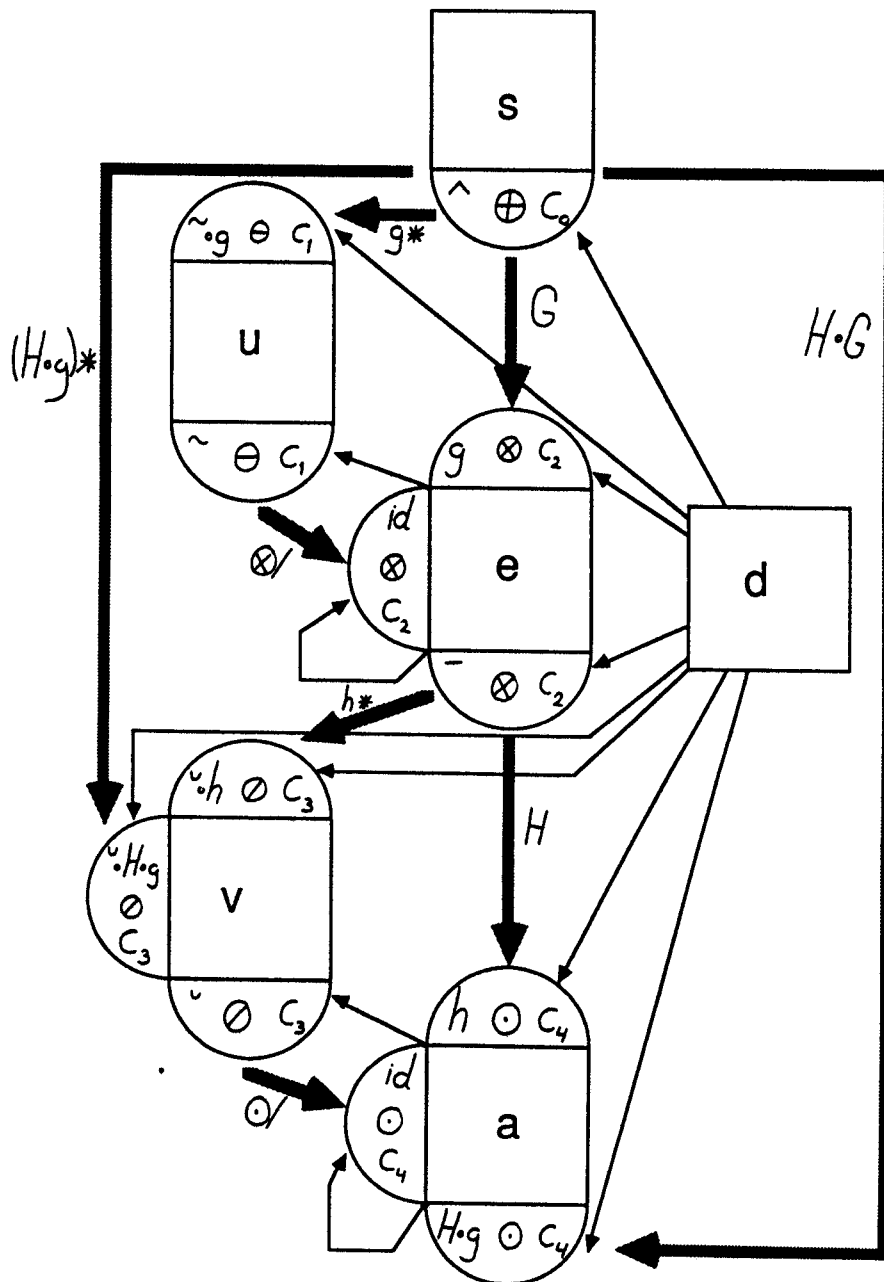 s
^ ⊕ C₀
g*
~∘g ⊖ C₁
u
~ ⊖ C₁
G
(H∘g)*
H∘G
g ⊗ C₂
id
⊗
C₂
e
- ⊗ C₂
d
⊗/
h*
ᵕ∘h ⊘ C₃
ᵕ∘H∘g
⊘
C₃
v
ᵕ ⊘ C₃
H
h ⊙ C₄
id
⊙
C₄
a
H∘g ⊙ C₄
⊙/